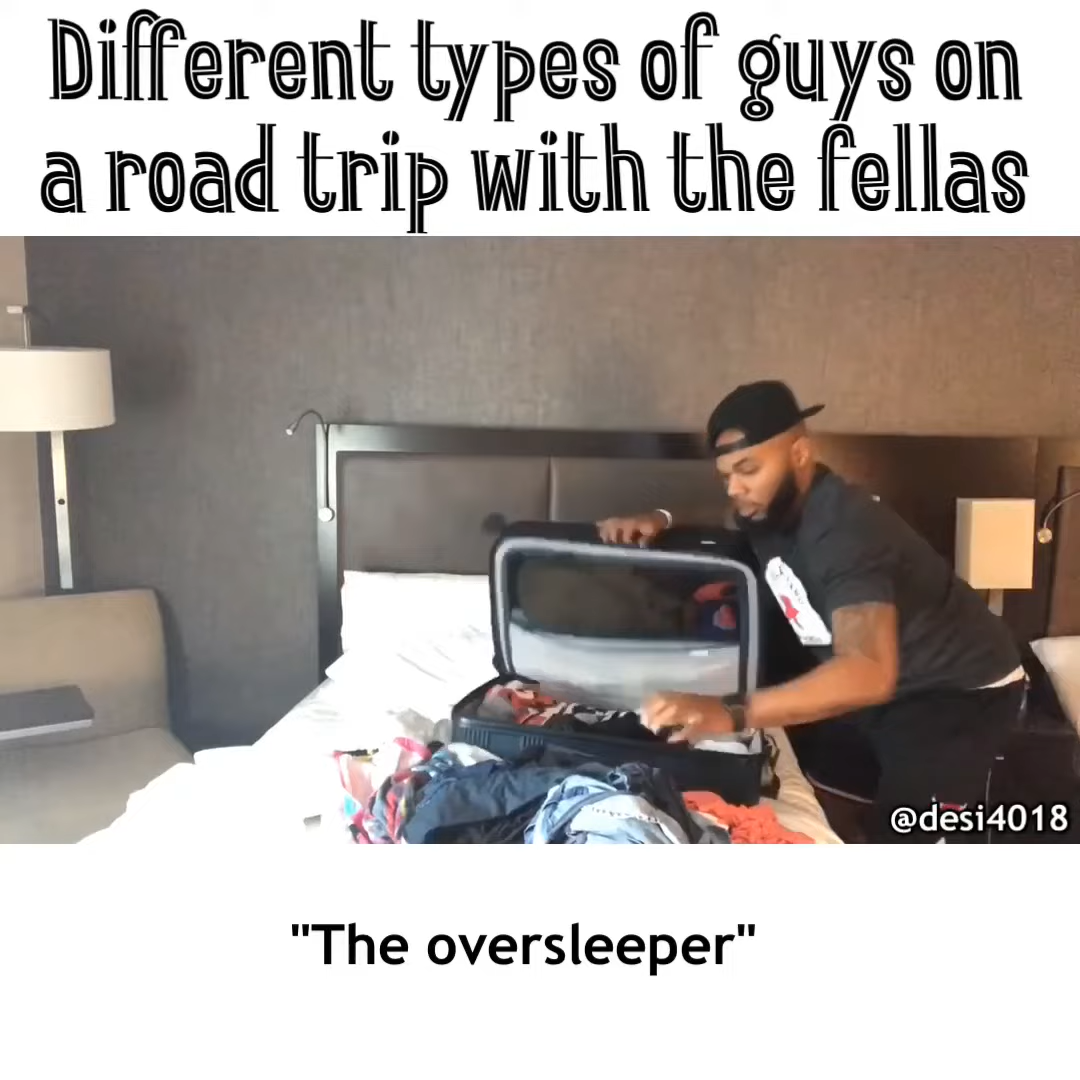 Different types of guys on
a road trip with the fellas
@desi4018
"The oversleeper"